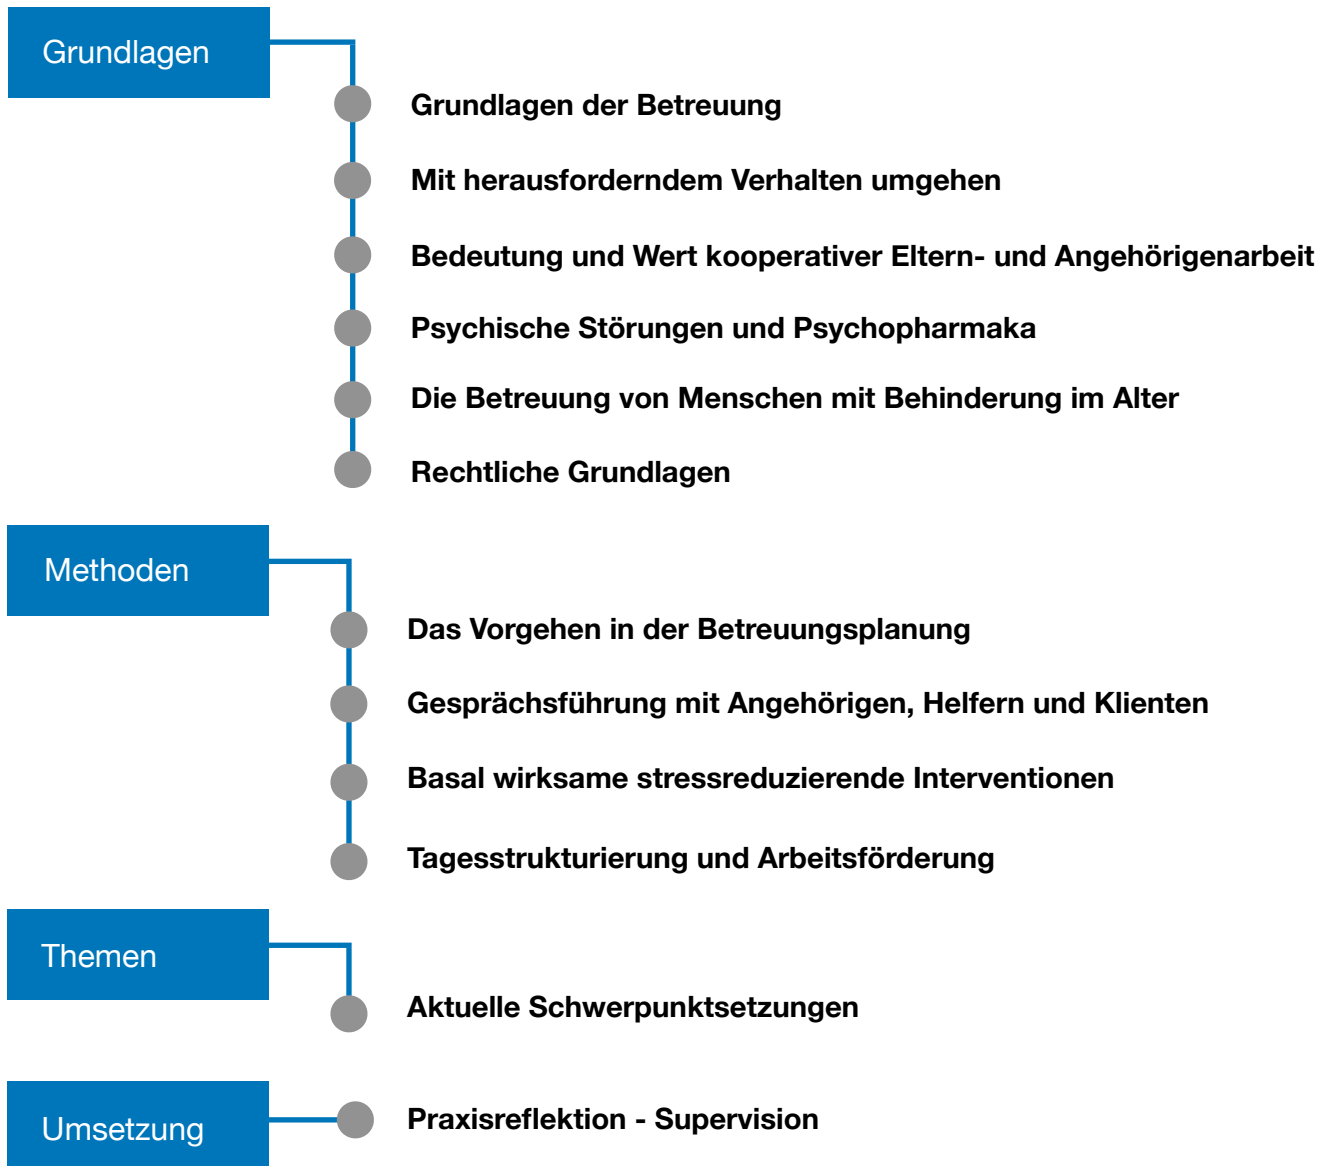 Grundlagen
Grundlagen der Betreuung
Mit herausforderndem Verhalten umgehen
Bedeutung und Wert kooperativer Eltern- und Angehörigenarbeit
Psychische Störungen und Psychopharmaka
Die Betreuung von Menschen mit Behinderung im Alter
Rechtliche Grundlagen
Methoden
Das Vorgehen in der Betreuungsplanung
Gesprächsführung mit Angehörigen, Helfern und Klienten
Basal wirksame stressreduzierende Interventionen
Tagesstrukturierung und Arbeitsförderung
Themen
Aktuelle Schwerpunktsetzungen
Umsetzung
Praxisreflektion - Supervision